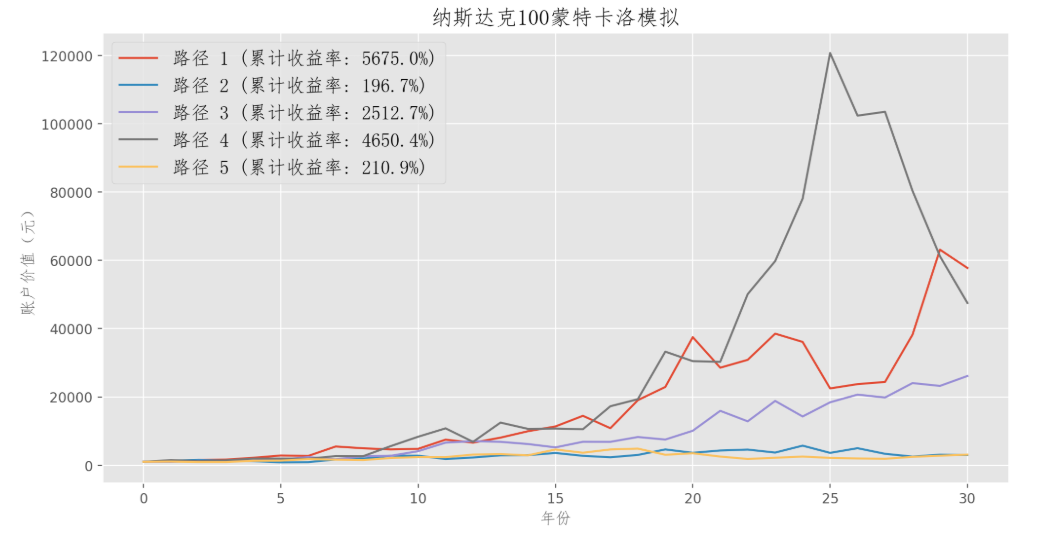 纳斯达克100蒙特卡洛模拟
路径 1 (累计收益率: 5675.0%)
路径 2 (累计收益率: 196.7%)
路径 3 (累计收益率: 2512.7%)
路径 4 (累计收益率: 4650.4%)
路径 5 (累计收益率: 210.9%)
120000
100000
80000
60000
40000
20000
0
账户价值（元）
0 5 10 15 20 25 30
年份